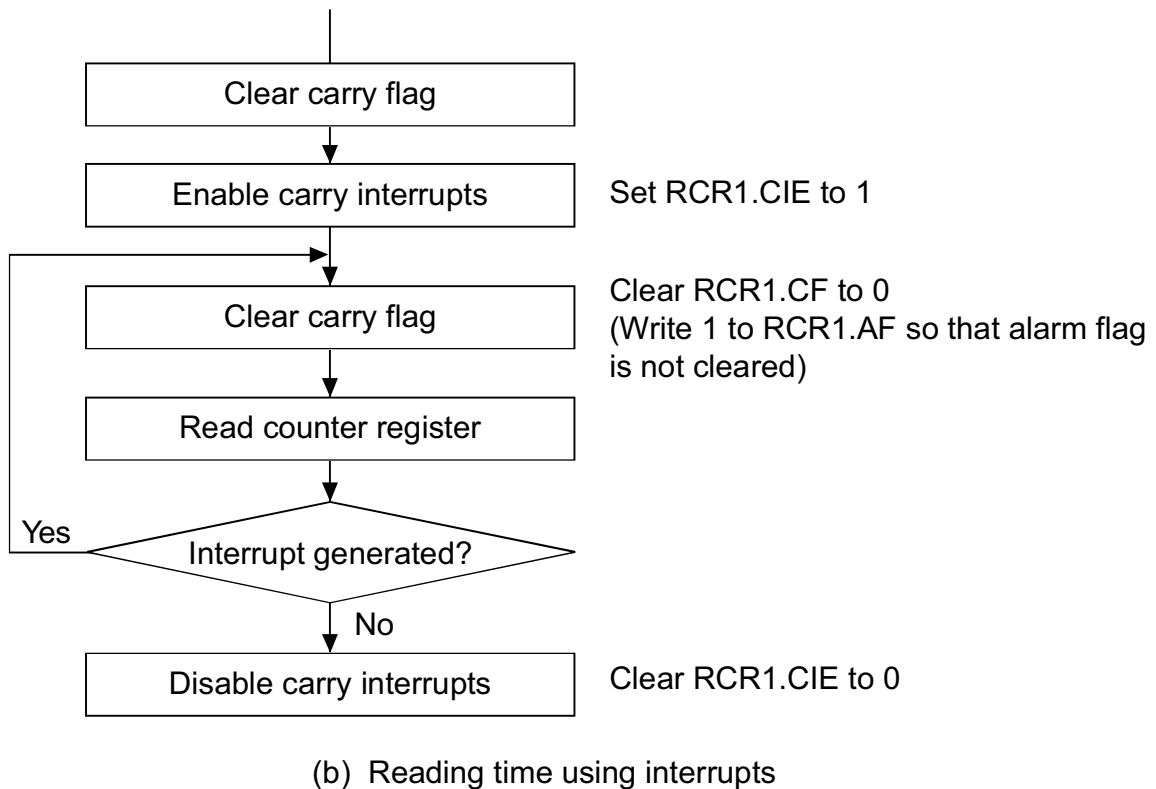 Clear carry flag
Enable carry interrupts
Set RCR1.CIE to 1
Clear carry flag
Clear RCR1.CF to 0
(Write 1 to RCR1.AF so that alarm flag
is not cleared)
Read counter register
Yes
Interrupt generated?
No
Disable carry interrupts
Clear RCR1.CIE to 0
(b) Reading time using interrupts